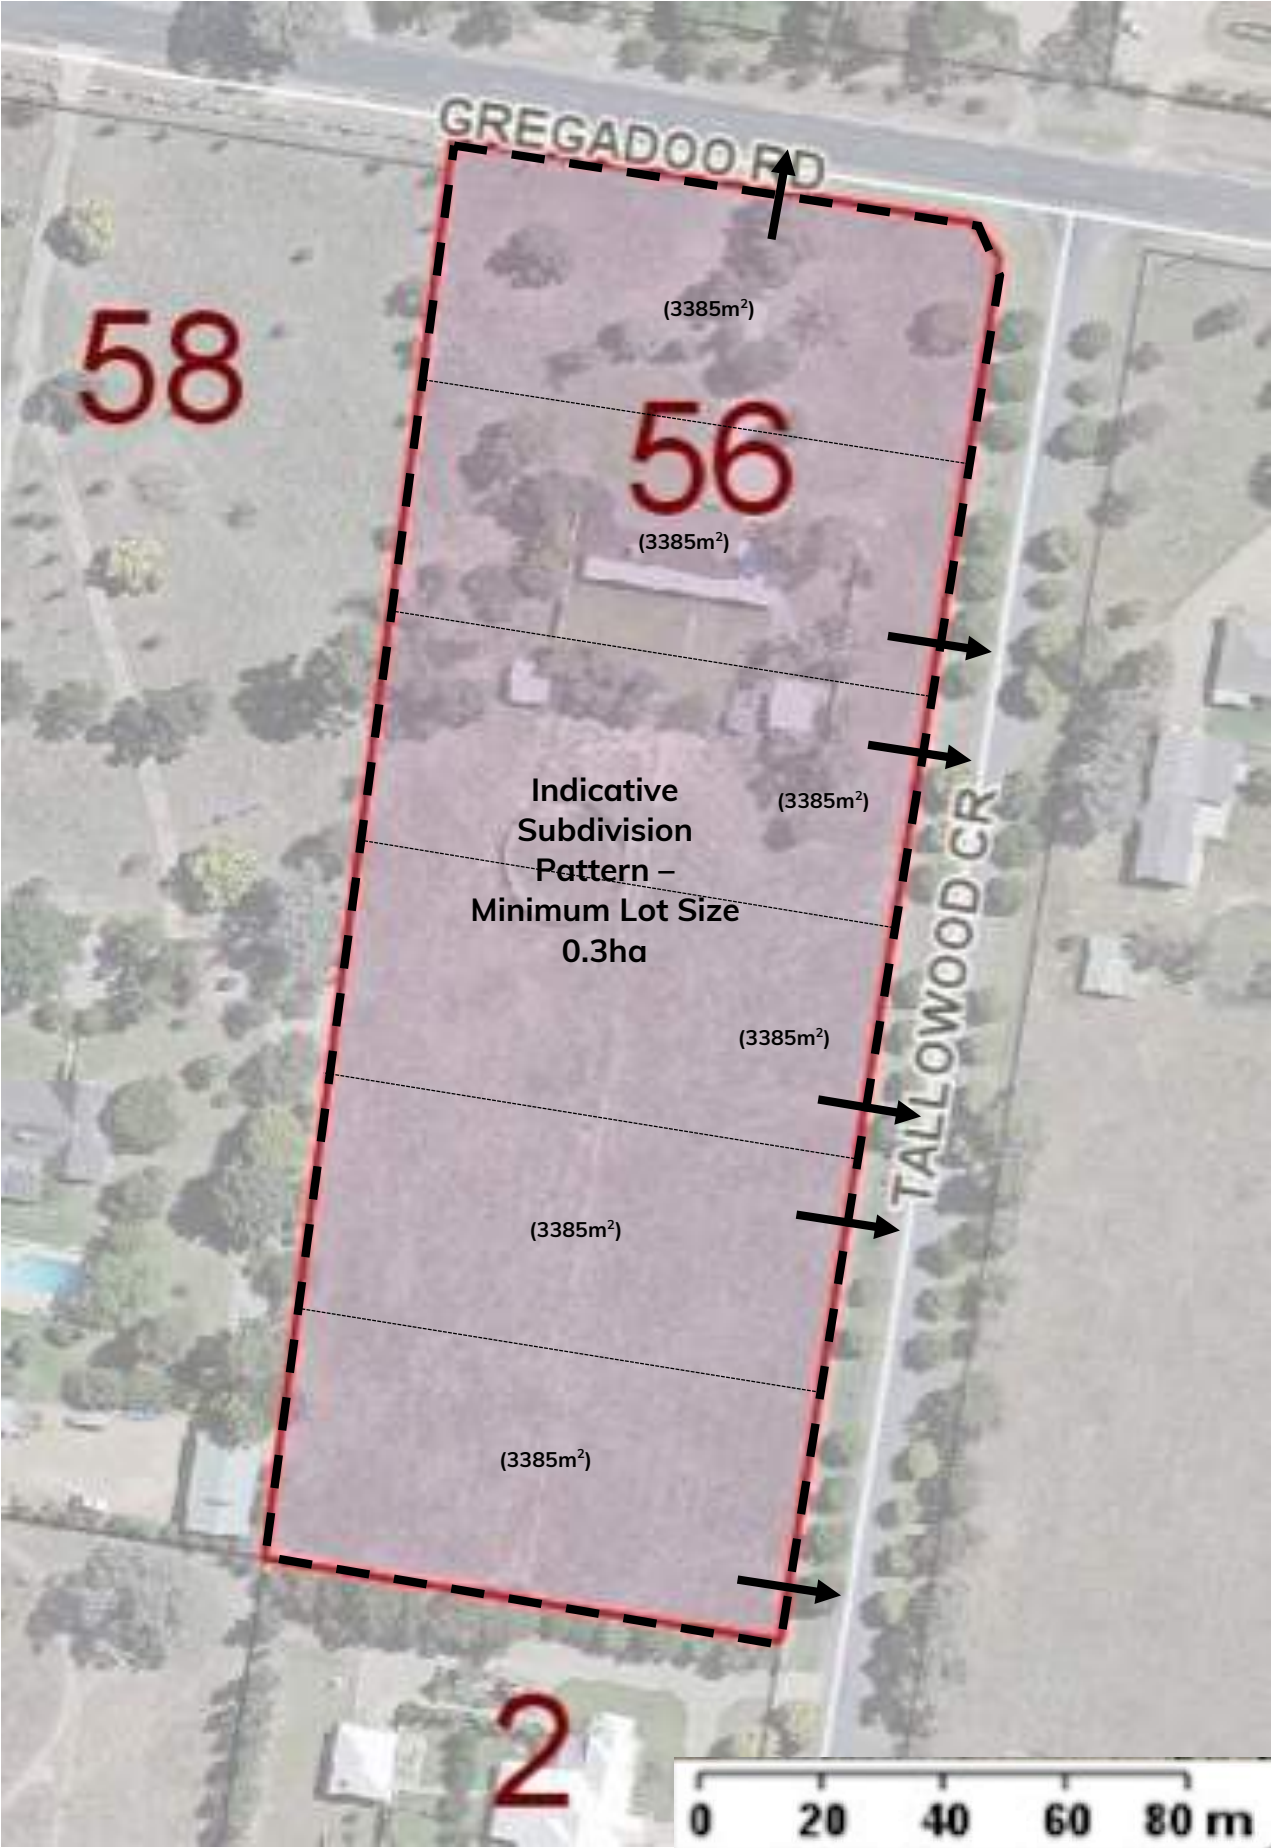 GREGADOO RD
(3385m²)
58
56
(3385m²)
Indicative
Subdivision
Pattern –
Minimum Lot Size
0.3ha
(3385m²)
TALLOWOOD CR
(3385m²)
(3385m²)
(3385m²)
2
0 20 40 60 80 m